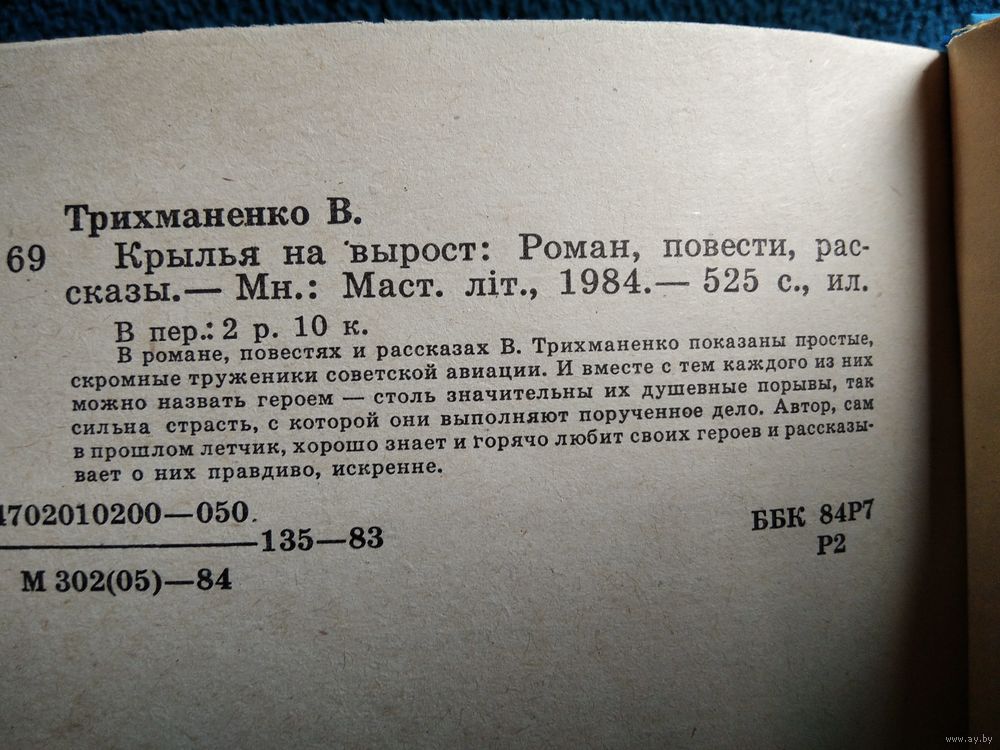 Трихманенко В.
69 Крылья на вырост: Роман, повести, рас-
сказы.— Мн.: Маст. літ., 1984.— 525 с., ил.
В пер.: 2 р. 10 к.
В романе, повестях и рассказах В. Трихманенко показаны простые,
скромные труженики советской авиации. И вместе с тем каждого из них
можно назвать героем — столь значительны их душевные порывы, так
сильна страсть, с которой они выполняют порученное дело. Автор, сам
в прошлом летчик, хорошо знает и горячо любит своих героев и рассказы-
вает о них правдиво, искренне.
4702010200—050
135—83
М 302(05)—84
ББК 84Р7
Р2
www.ay.by